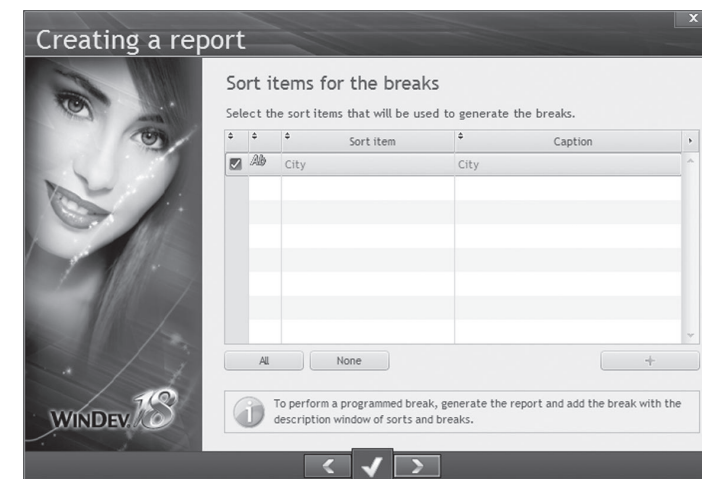 X
Creating a report
Sort items for the breaks
Select the sort items that will be used to generate the breaks.
Sort item Caption
Ab City City
All None +
To perform a programmed break, generate the report and add the break with the
description window of sorts and breaks.
WINDEV. 18